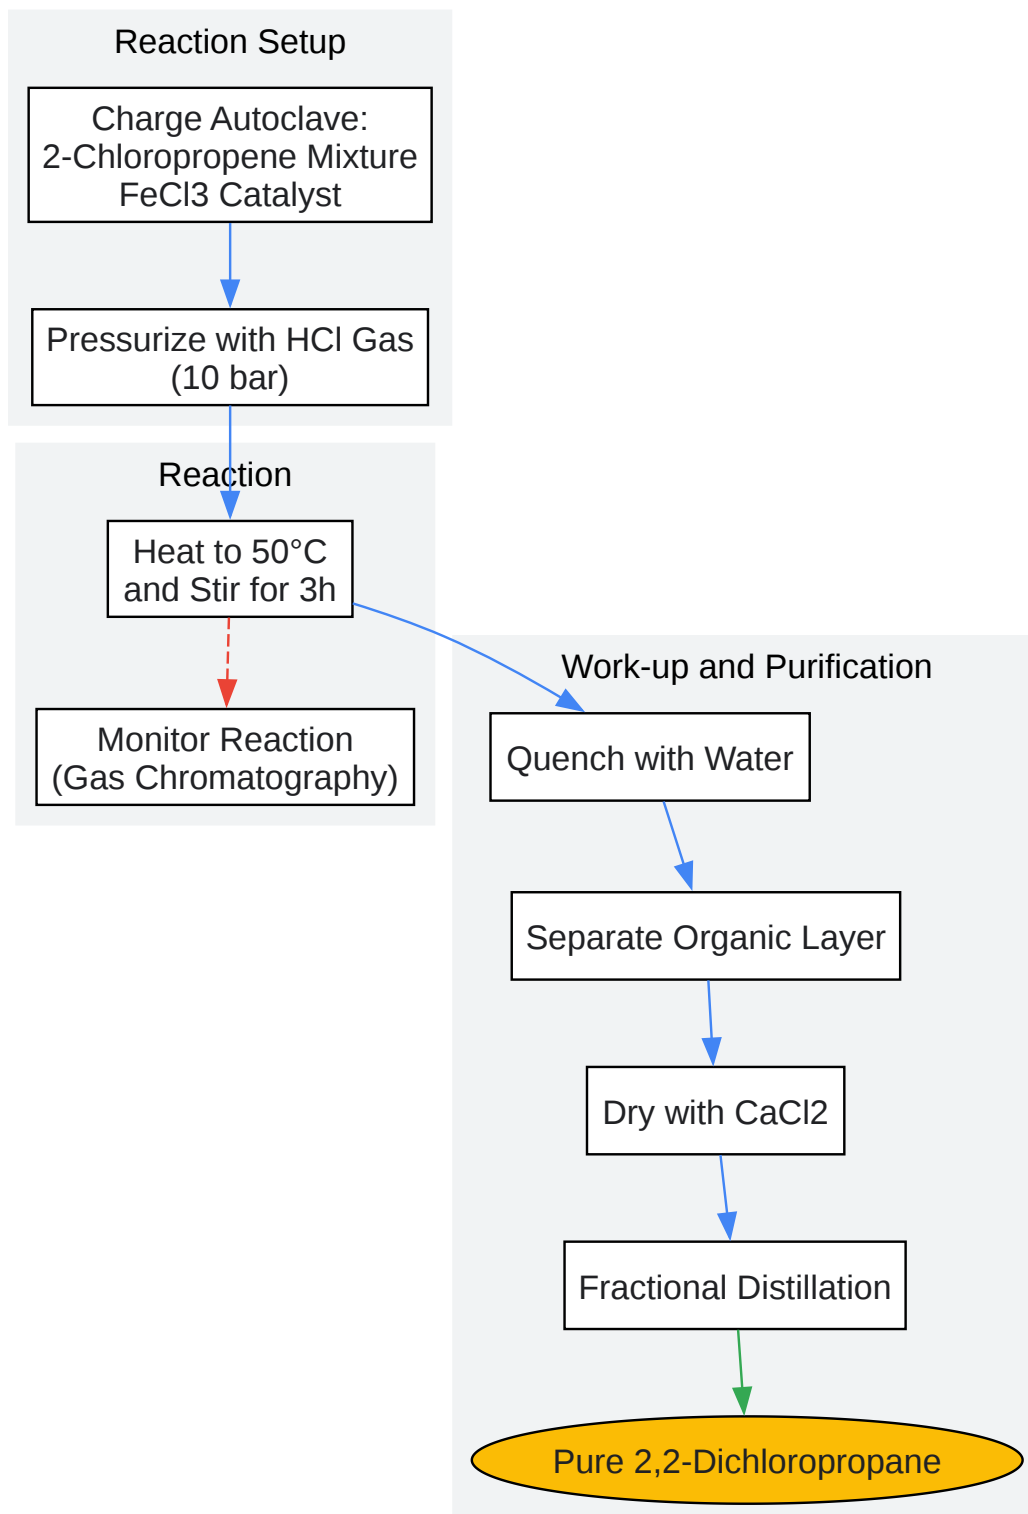 Reaction Setup
Charge Autoclave:
2-Chloropropene Mixture
FeCl3 Catalyst
Pressurize with HCl Gas
(10 bar)
Reaction
Heat to 50°C
and Stir for 3h
Monitor Reaction
(Gas Chromatography)
Work-up and Purification
Quench with Water
Separate Organic Layer
Dry with CaCl2
Fractional Distillation
Pure 2,2-Dichloropropane